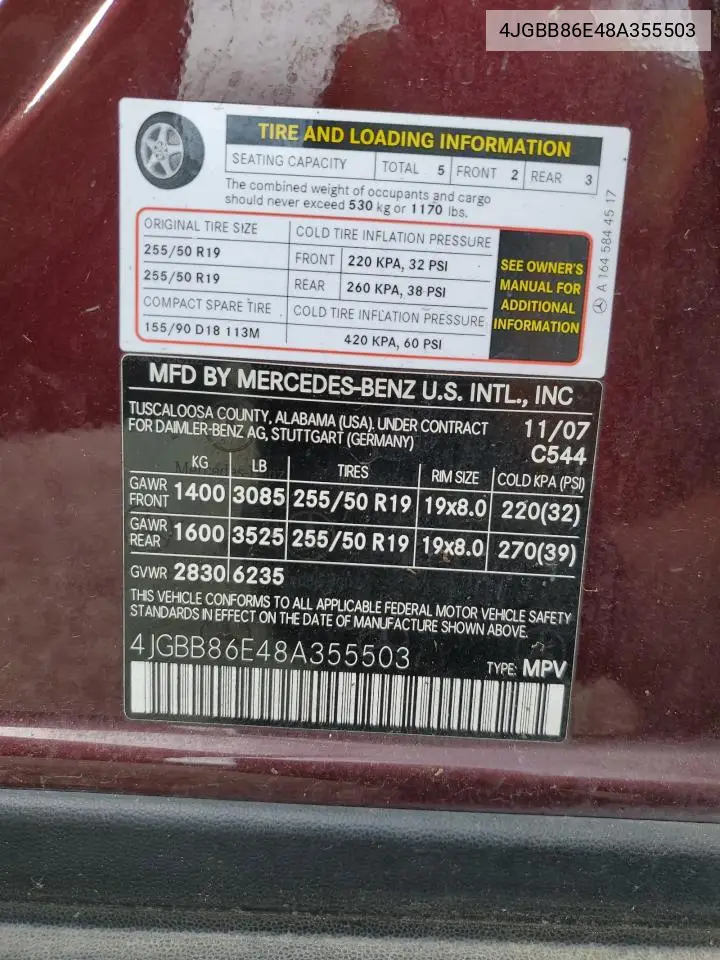 4JGBB86E48A355503
TIRE AND LOADING INFORMATION
SEATING CAPACITY TOTAL 5 FRONT 2 REAR 3
The combined weight of occupants and cargo
should never exceed 530 kg or 1170 lbs.
ORIGINAL TIRE SIZE COLD TIRE INFLATION PRESSURE
255/50 R19 FRONT 220 KPA, 32 PSI
255/50 R19 REAR 260 KPA, 38 PSI
COMPACT SPARE TIRE COLD TIRE INFLATION PRESSURE
155/90 D18 113M 420 KPA, 60 PSI
SEE OWNER'S
MANUAL FOR
ADDITIONAL
INFORMATION
A 164 584 45 17
MFD BY MERCEDES-BENZ U.S. INTL., INC
TUSCALOOSA COUNTY, ALABAMA (USA). UNDER CONTRACT 11/07
FOR DAIMLER-BENZ AG, STUTTGART (GERMANY) C544
KG LB TIRES RIM SIZE COLD KPA (PSI)
GAWR
FRONT 1400 3085 255/50 R19 19x8.0 220(32)
GAWR
REAR 1600 3525 255/50 R19 19x8.0 270(39)
GVWR 2830 6235
THIS VEHICLE CONFORMS TO ALL APPLICABLE FEDERAL MOTOR VEHICLE SAFETY
STANDARDS IN EFFECT ON THE DATE OF MANUFACTURE SHOWN ABOVE.
4JGBB86E48A355503 TYPE: MPV